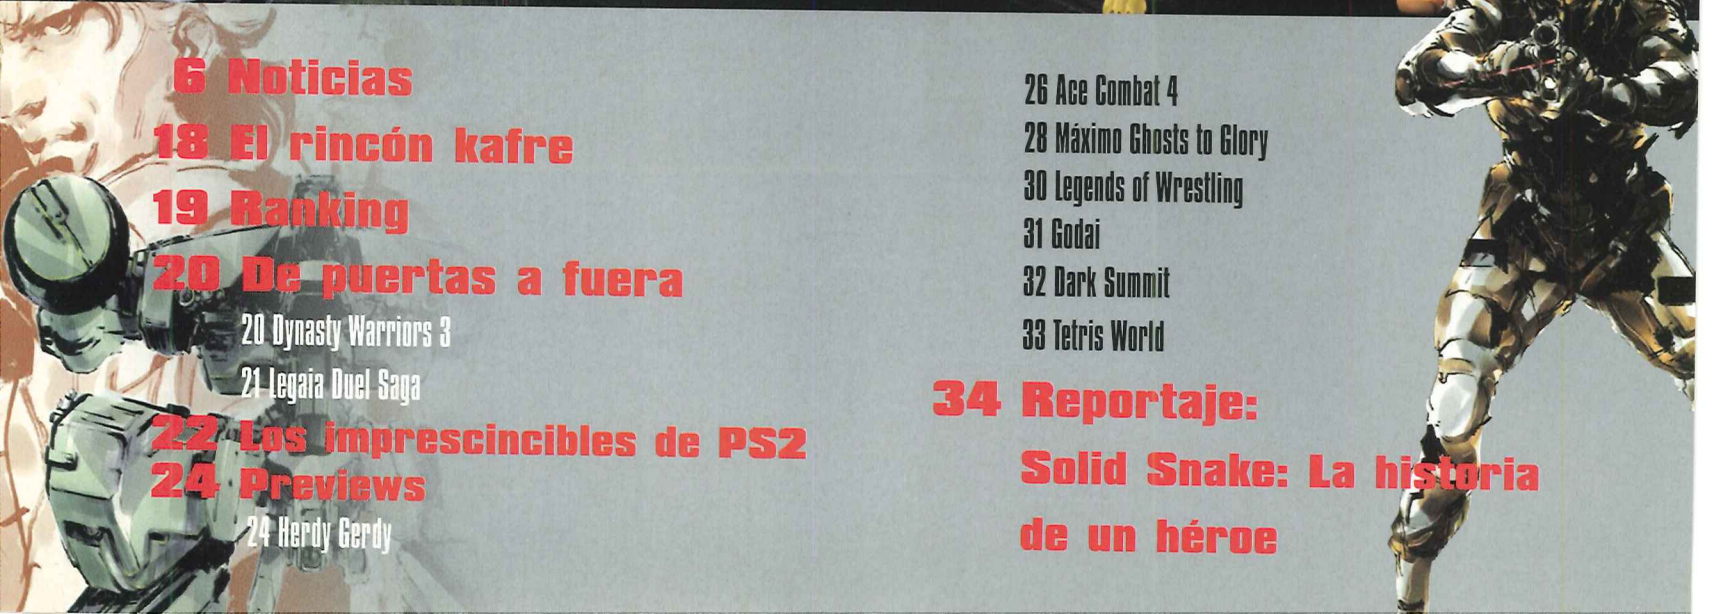 6 Noticias
18 El rincón kafre
19 Ranking
20 De puertas a fuera
20 Dynasty Warriors 3
21 Legaia Duel Saga
22 Los imprescincibles de PS2
24 Previews
24 Herdy Gerdy
26 Ace Combat 4
28 Máximo Ghosts to Glory
30 Legends of Wrestling
31 Godai
32 Dark Summit
33 Tetris World
34 Reportaje:
Solid Snake: La historia
de un héroe